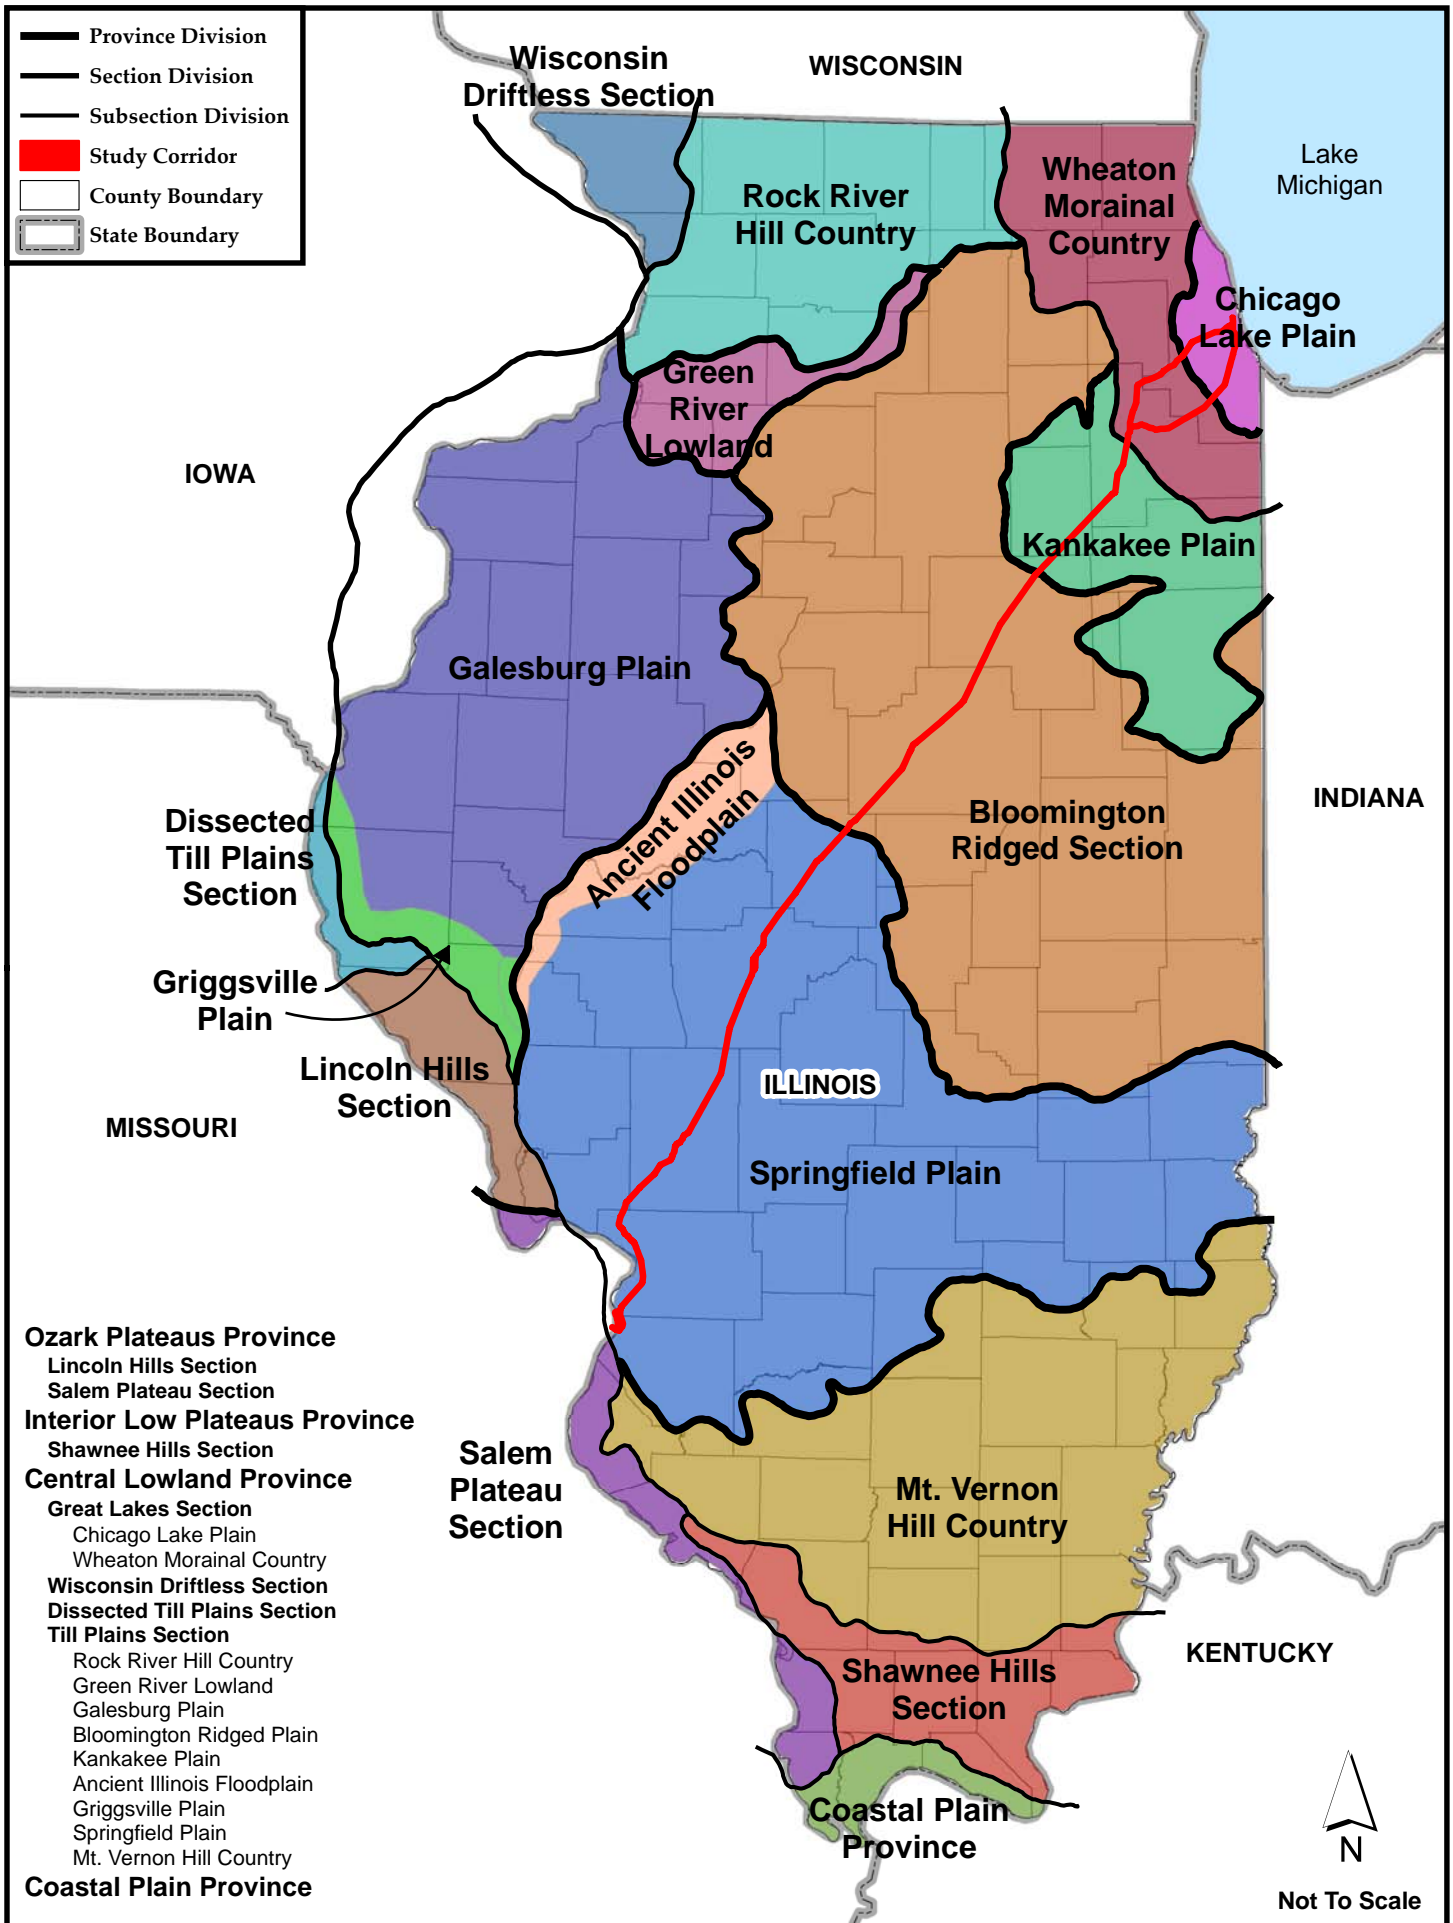 Province Division
Section Division
Subsection Division
Study Corridor
County Boundary
State Boundary
Wisconsin
Driftless Section
WISCONSIN
Lake
Michigan
Wheaton
Morainal
Country
Rock River
Hill Country
Chicago
Lake Plain
Green
River
Lowland
IOWA
Kankakee Plain
Galesburg Plain
Ancient Illinois
Floodplain
INDIANA
Bloomington
Ridged Section
Dissected
Till Plains
Section
Griggsville
Plain
Lincoln Hills
Section
ILLINOIS
MISSOURI
Springfield Plain
Ozark Plateaus Province
Lincoln Hills Section
Salem Plateau Section
Interior Low Plateaus Province
Shawnee Hills Section
Central Lowland Province
Great Lakes Section
Chicago Lake Plain
Wheaton Morainal Country
Wisconsin Driftless Section
Dissected Till Plains Section
Till Plains Section
Rock River Hill Country
Green River Lowland
Galesburg Plain
Bloomington Ridged Plain
Kankakee Plain
Ancient Illinois Floodplain
Griggsville Plain
Springfield Plain
Mt. Vernon Hill Country
Coastal Plain Province
Salem
Plateau
Section
Mt. Vernon
Hill Country
KENTUCKY
Shawnee Hills
Section
Coastal Plain
Province
N
Not To Scale